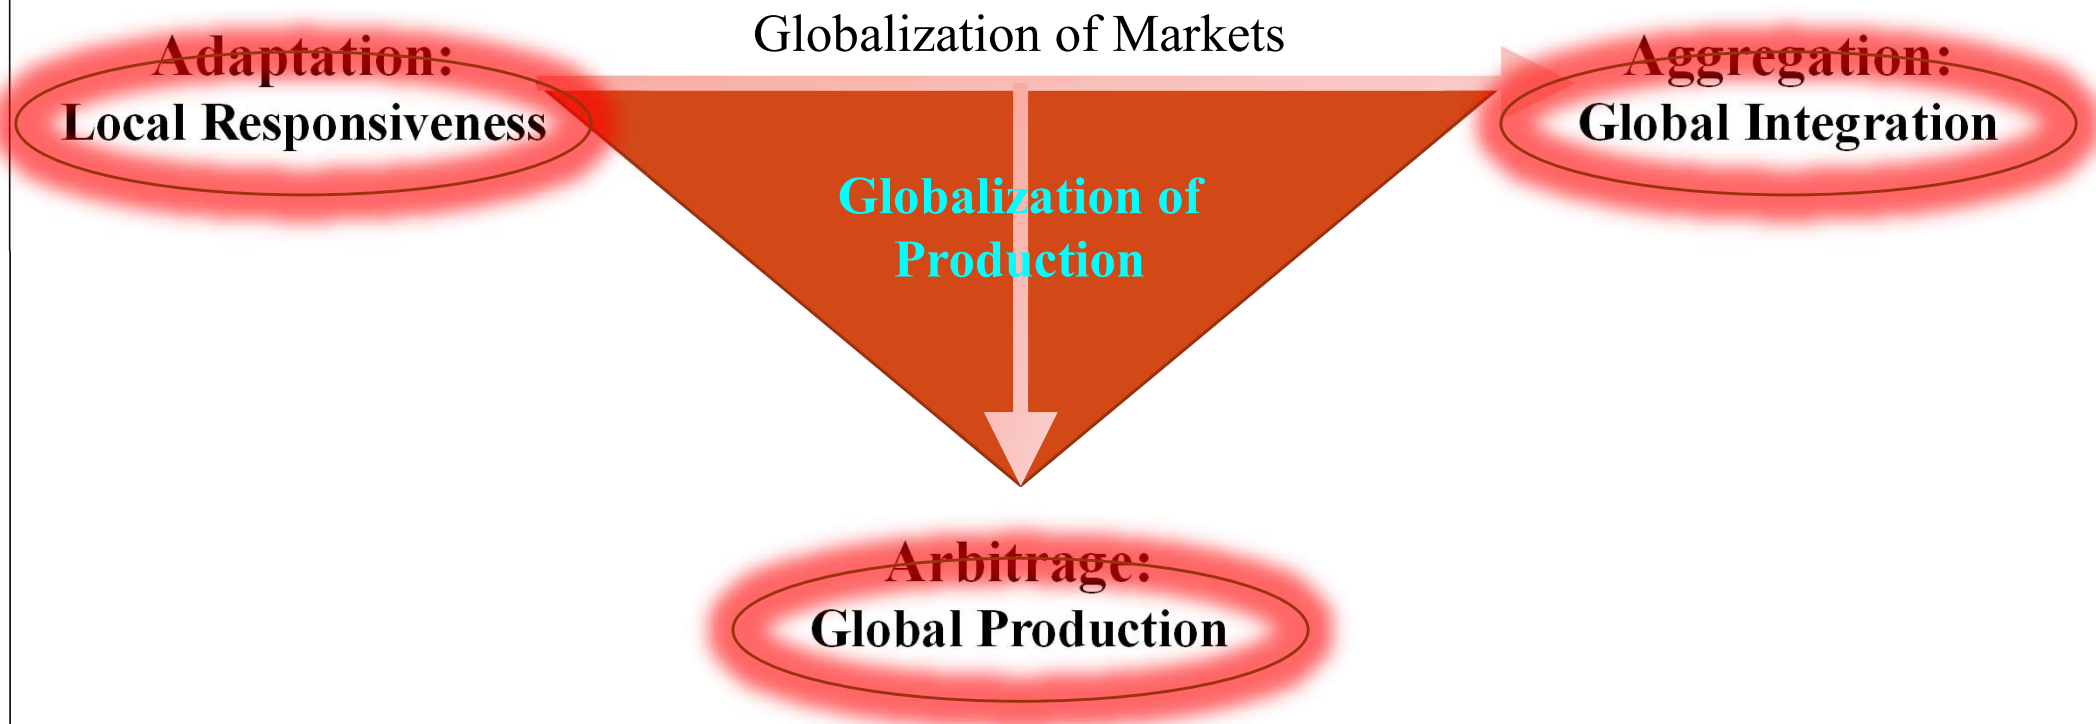 Globalization of Markets
Adaptation:
Local Responsiveness
Aggregation:
Global Integration
Globalization of
Production
Arbitrage:
Global Production